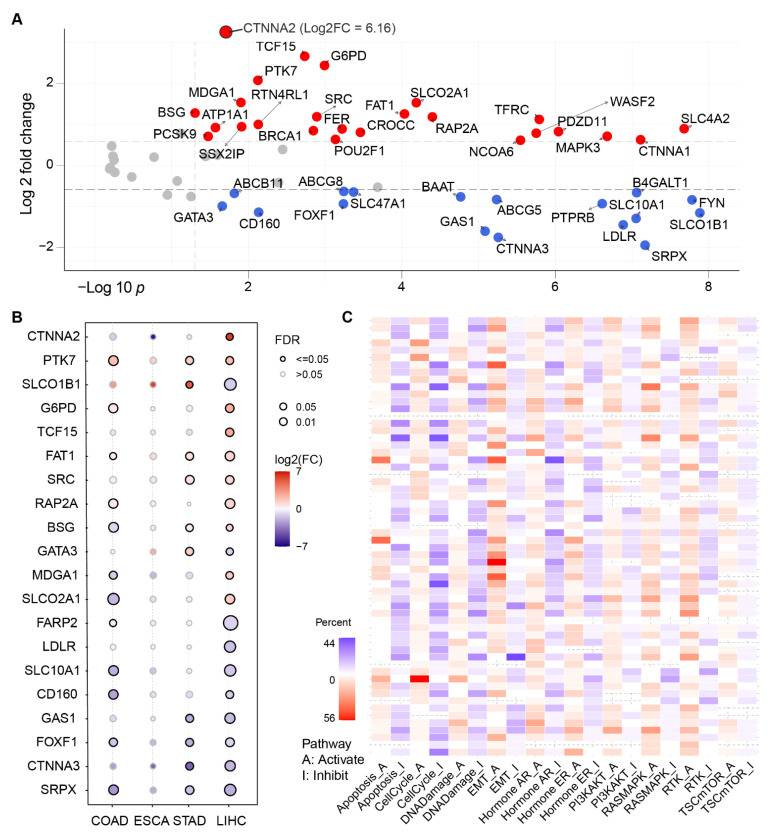 A
CTNNA2 (Log2FC = 6.16)
TCF15
G6PD
PTK7
MDGA1
RTN4RL1
SLCO2A1
BSG
ATP1A1
SRC
FAT1
WASF2
TFRC
PCSK9
FER
PDZD11
SLC4A2
BRCA1
CROCC
RAP2A
SSX2IP
POU2F1
NCOA6
MAPK3
CTNNA1
ABCB11
ABCG8
BAAT
B4GALT1
GATA3
CD160
FOXF1
SLC47A1
GAS1
ABCG5
PTPRB
SLC10A1
FYN
CTNNA3
LDLR
SLCO1B1
SRPX
Log 2 fold change
2
0
−2
−Log 10 p
2
4
6
8
B
CTNNA2
PTK7
SLCO1B1
G6PD
TCF15
FAT1
SRC
RAP2A
BSG
GATA3
MDGA1
SLCO2A1
FARP2
LDLR
SLC10A1
CD160
GAS1
FOXF1
CTNNA3
SRPX
COAD
ESCA
STAD
LIHC
FDR
<=0.05
>0.05
0.05
0.01
log2(FC)
7
0
−7
C
Percent
44
0
56
Pathway
A: Activate
I: Inhibit
Apoptosis_A
Apoptosis_I
CellCycle_A
CellCycle_I
DNADamage_A
DNADamage_I
EMT_A
EMT_I
Hormone AR_A
Hormone AR_I
Hormone ER_A
Hormone ER_I
PI3KAKT_A
PI3KAKT_I
RASMAPK_A
RASMAPK_I
RTK_A
RTK_I
TSCmTOR_A
TSCmTOR_I